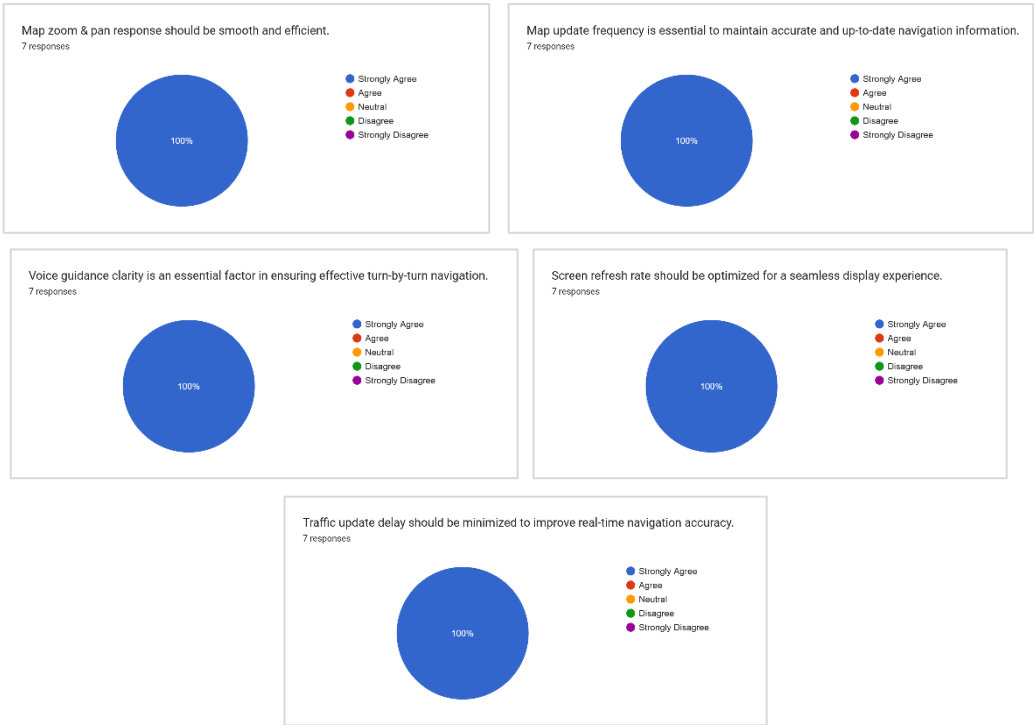 Map zoom & pan response should be smooth and efficient.
7 responses
100%
Strongly Agree
Agree
Neutral
Disagree
Strongly Disagree
Map update frequency is essential to maintain accurate and up-to-date navigation information.
7 responses
100%
Strongly Agree
Agree
Neutral
Disagree
Strongly Disagree
Voice guidance clarity is an essential factor in ensuring effective turn-by-turn navigation.
7 responses
100%
Strongly Agree
Agree
Neutral
Disagree
Strongly Disagree
Screen refresh rate should be optimized for a seamless display experience.
7 responses
100%
Strongly Agree
Agree
Neutral
Disagree
Strongly Disagree
Traffic update delay should be minimized to improve real-time navigation accuracy.
7 responses
100%
Strongly Agree
Agree
Neutral
Disagree
Strongly Disagree